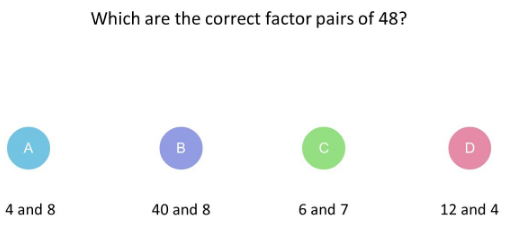 Which are the correct factor pairs of 48?
A B C D
4 and 8 40 and 8 6 and 7 12 and 4